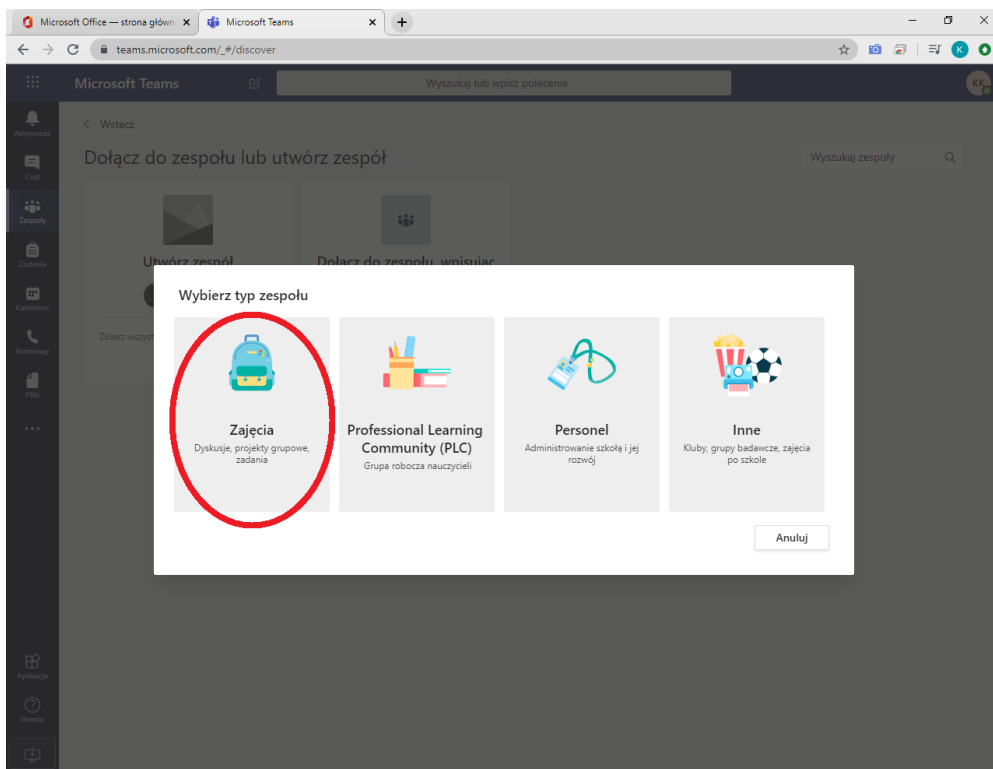 Microsoft Office — strona główn
Microsoft Teams
teams.microsoft.com/_#/discover
K
Microsoft Teams
Wyszukaj lub wpisz polecenie
KK
Aktywność
Czat
Zespoły
Zadania
Kalendarz
Rozmowy
Pliki
Aplikacje
Pomoc
Wstecz
Dołącz do zespołu lub utwórz zespół
Wyszukaj zespoły
Utwórz zespół
Dołącz do zespołu, wpisując
Zbierz wszyst
Wybierz typ zespołu
Zajęcia
Dyskusje, projekty grupowe,
zadania
Professional Learning
Community (PLC)
Grupa robocza nauczycieli
Personel
Administrowanie szkołą i jej
rozwój
Inne
Kluby, grupy badawcze, zajęcia
po szkole
Anuluj